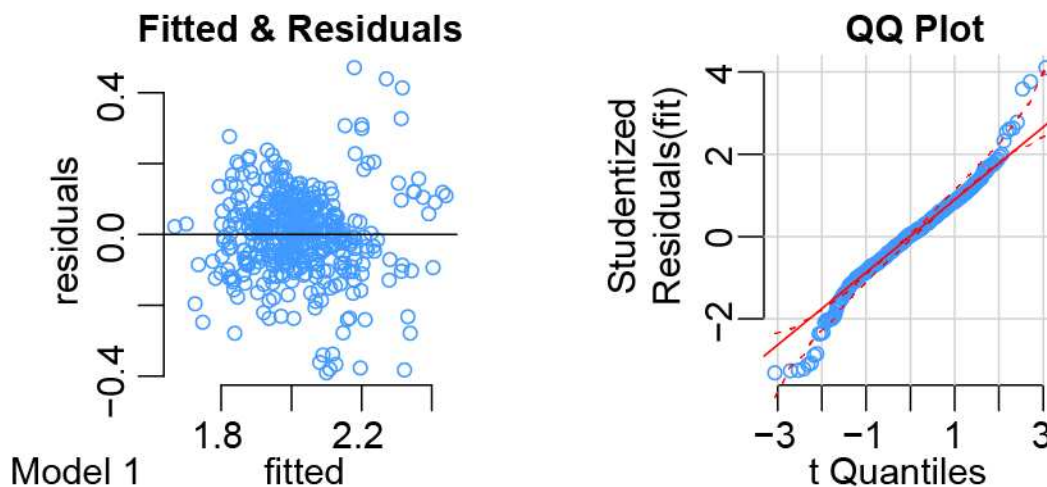 Fitted & Residuals
residuals
0.4
0.0
−0.4
1.8
2.2
fitted
Model 1
QQ Plot
Studentized
Residuals(fit)
4
2
0
−2
−3
−1
1
3
t Quantiles